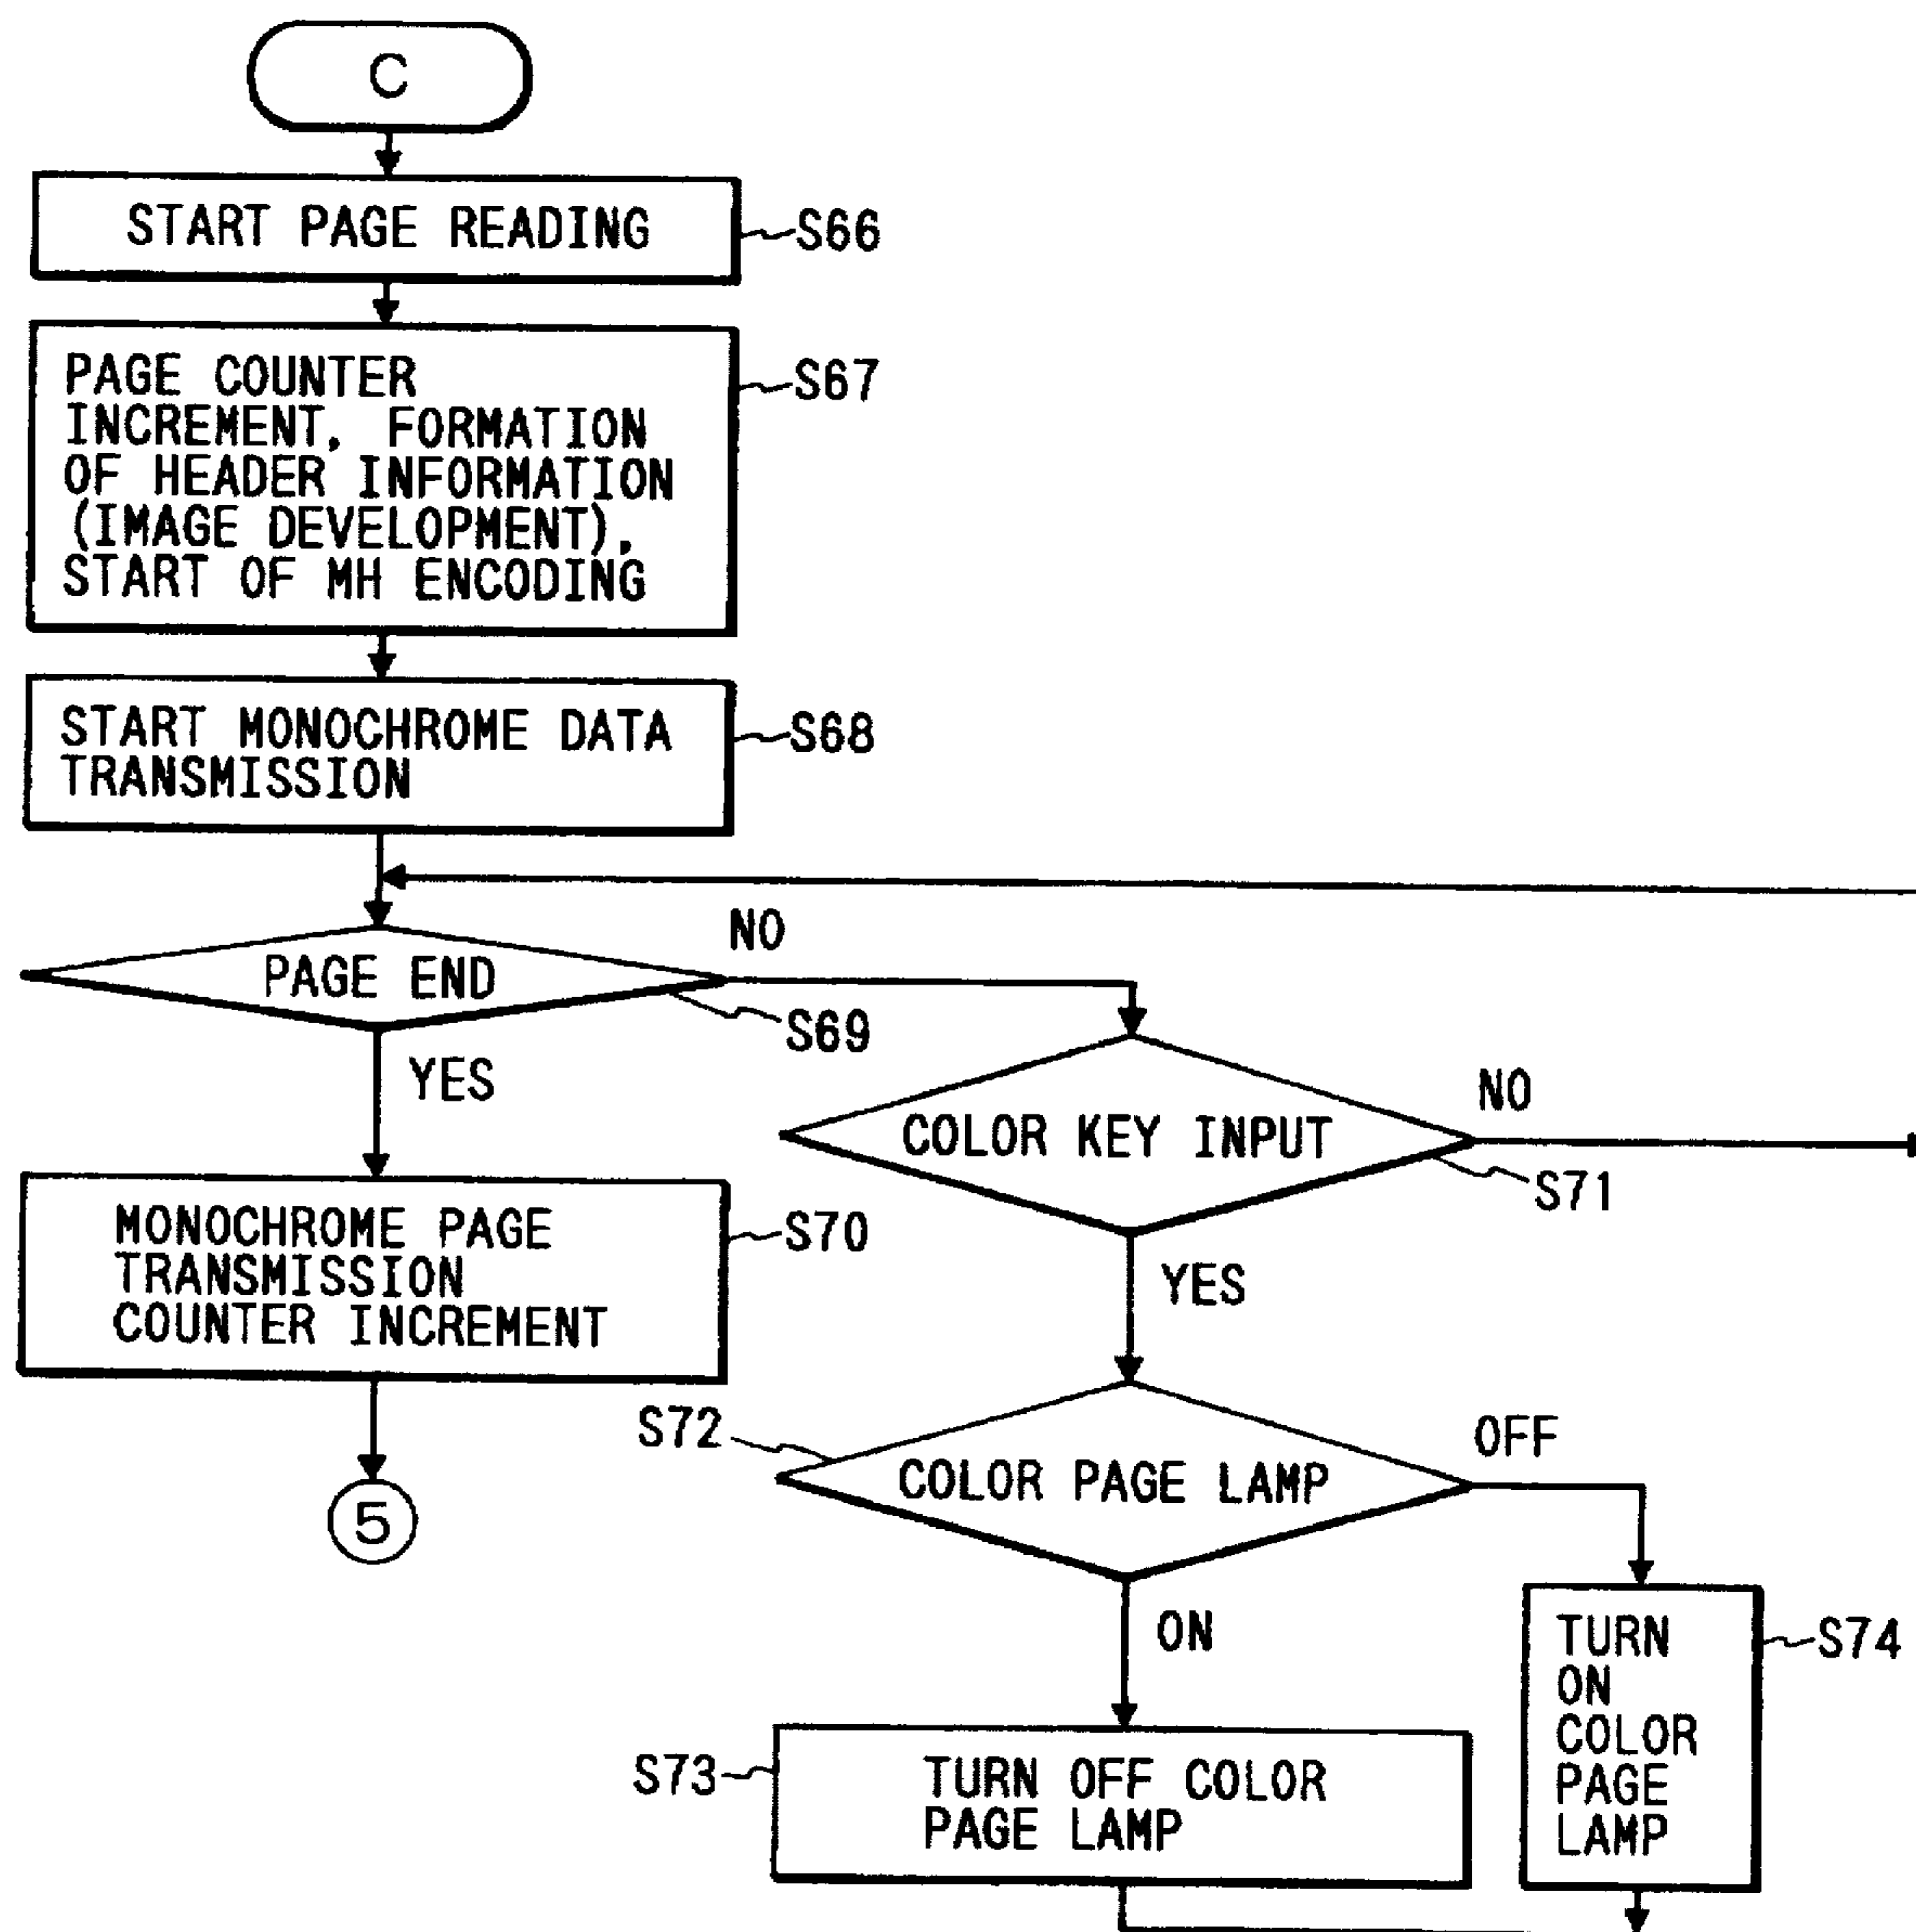 C
START PAGE READING
S66
PAGE COUNTER
INCREMENT, FORMATION
OF HEADER INFORMATION
(IMAGE DEVELOPMENT),
START OF MH ENCODING
S67
START MONOCHROME DATA
TRANSMISSION
S68
PAGE END
NO
S69
YES
COLOR KEY INPUT
NO
S71
MONOCHROME PAGE
TRANSMISSION
COUNTER INCREMENT
S70
YES
5
S72
COLOR PAGE LAMP
OFF
ON
TURN
ON
COLOR
PAGE
LAMP
S74
S73
TURN OFF COLOR
PAGE LAMP